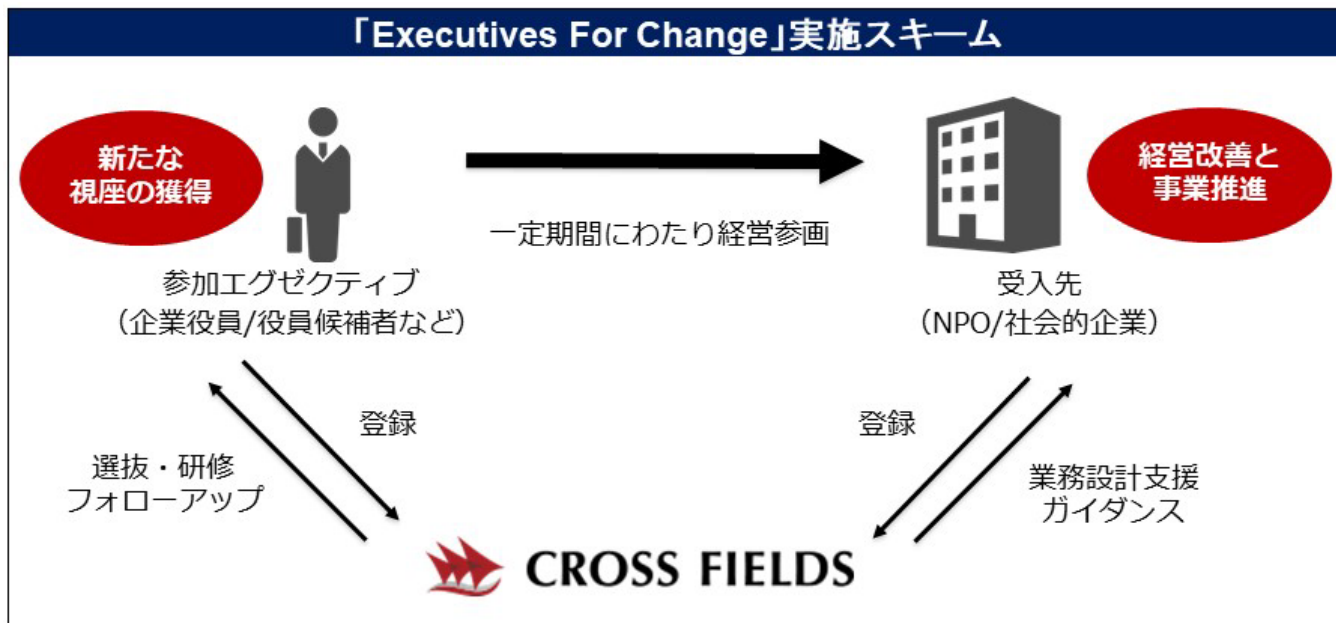 「Executives For Change」実施スキーム
新たな
視座の獲得
経営改善と
事業推進
一定期間にわたり経営参画
参加エグゼクティブ
（企業役員/役員候補者など）
受入先
（NPO/社会的企業）
登録
登録
選抜・研修
フォローアップ
業務設計支援
ガイダンス
CROSS FIELDS